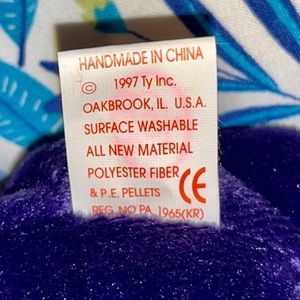 HANDMADE IN CHINA
© 1997 Ty Inc.
OAKBROOK, IL. U.S.A.
SURFACE WASHABLE
ALL NEW MATERIAL
POLYESTER FIBER
& P.E. PELLETS CE
REG. NO PA. 1965(KR)